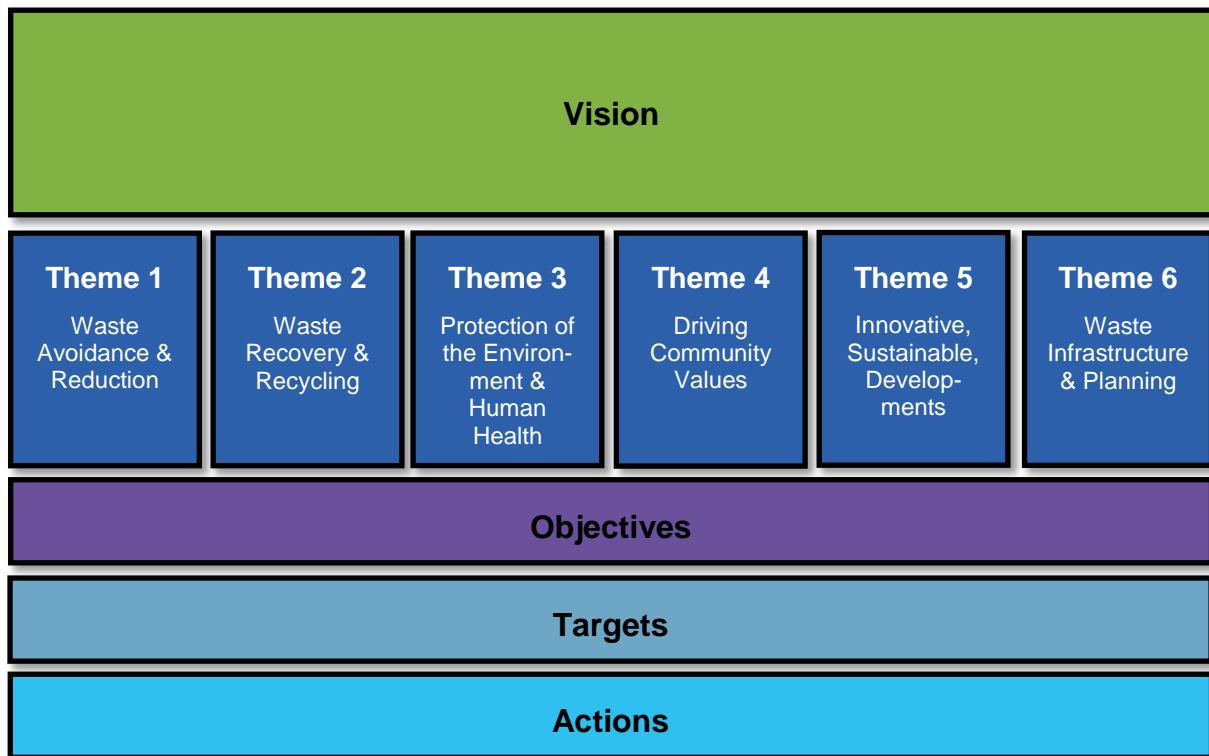 Vision
Theme 1
Waste
Avoidance &
Reduction
Theme 2
Waste
Recovery &
Recycling
Theme 3
Protection of
the Environ-
ment &
Human
Health
Theme 4
Driving
Community
Values
Theme 5
Innovative,
Sustainable,
Develop-
ments
Theme 6
Waste
Infrastructure
& Planning
Objectives
Targets
Actions